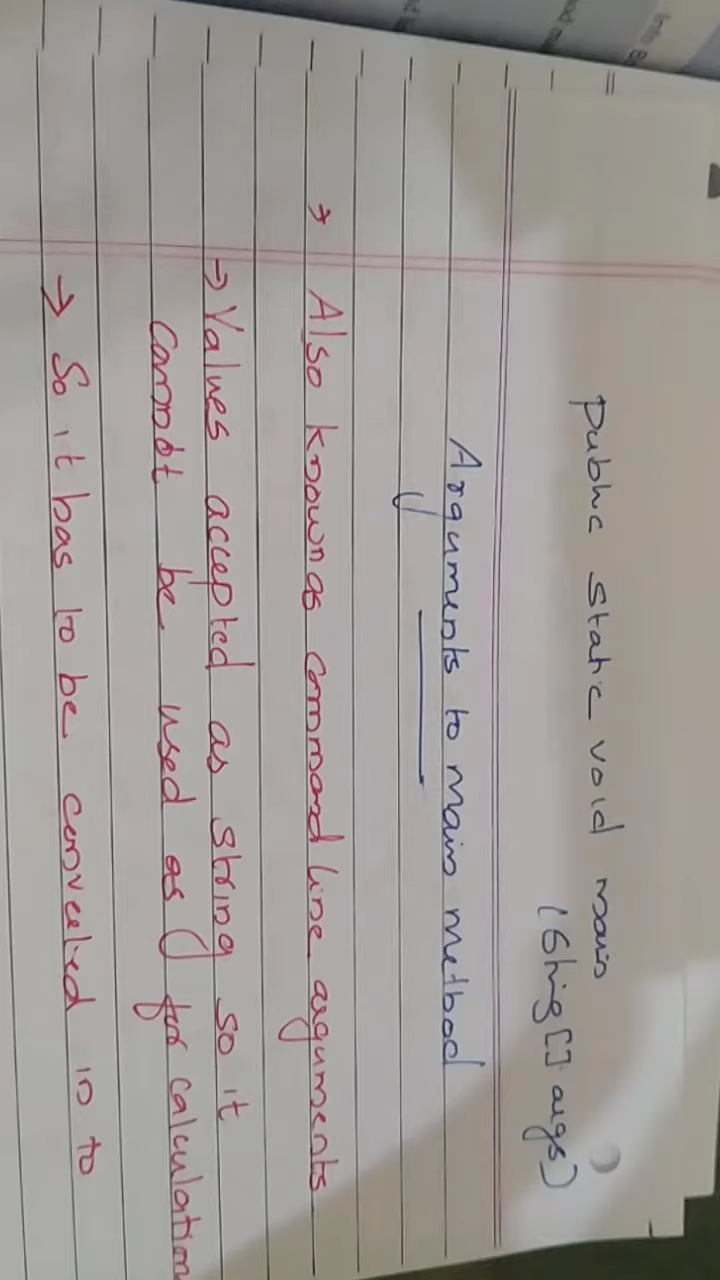 public static void main
(String[] args)
Arguments to main method
* Also known as command line arguments
→ Values accepted as string so it
cannot be used as for calculation
→ So it has to be converted in to